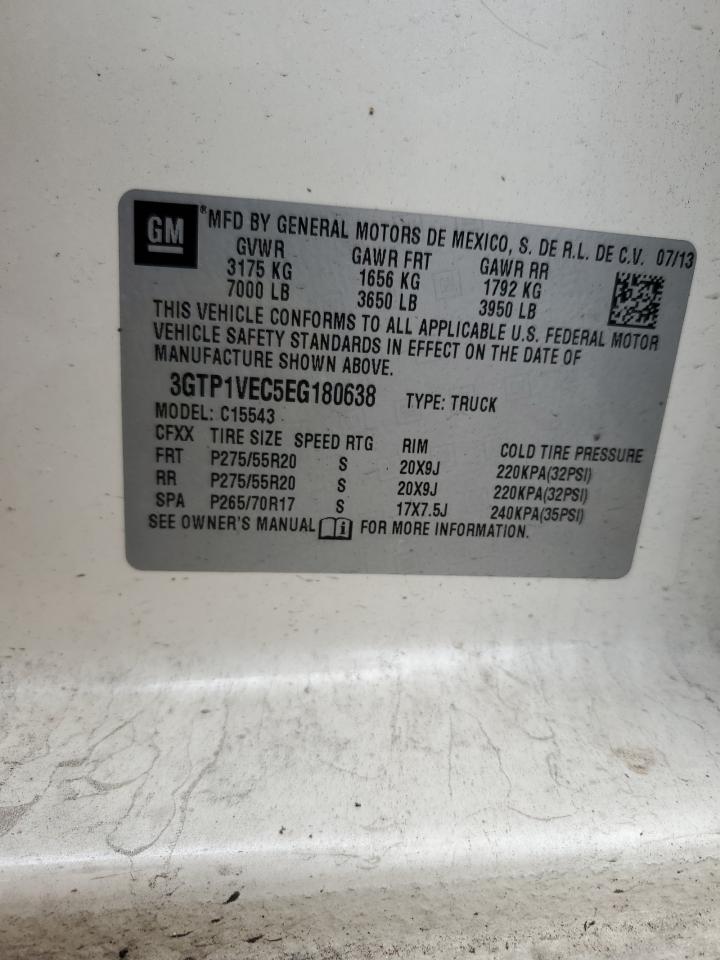 GM ® MFD BY GENERAL MOTORS DE MEXICO, S. DE R.L. DE C.V. 07/13
GVWR GAWR FRT GAWR RR
3175 KG 1656 KG 1792 KG
7000 LB 3650 LB 3950 LB
THIS VEHICLE CONFORMS TO ALL APPLICABLE U.S. FEDERAL MOTOR
VEHICLE SAFETY STANDARDS IN EFFECT ON THE DATE OF
MANUFACTURE SHOWN ABOVE.
3GTP1VEC5EG180638 TYPE: TRUCK
MODEL: C15543
CFXX TIRE SIZE SPEED RTG RIM COLD TIRE PRESSURE
FRT P275/55R20 S 20X9J 220KPA(32PSI)
RR P275/55R20 S 20X9J 220KPA(32PSI)
SPA P265/70R17 S 17X7.5J 240KPA(35PSI)
SEE OWNER'S MANUAL i FOR MORE INFORMATION.